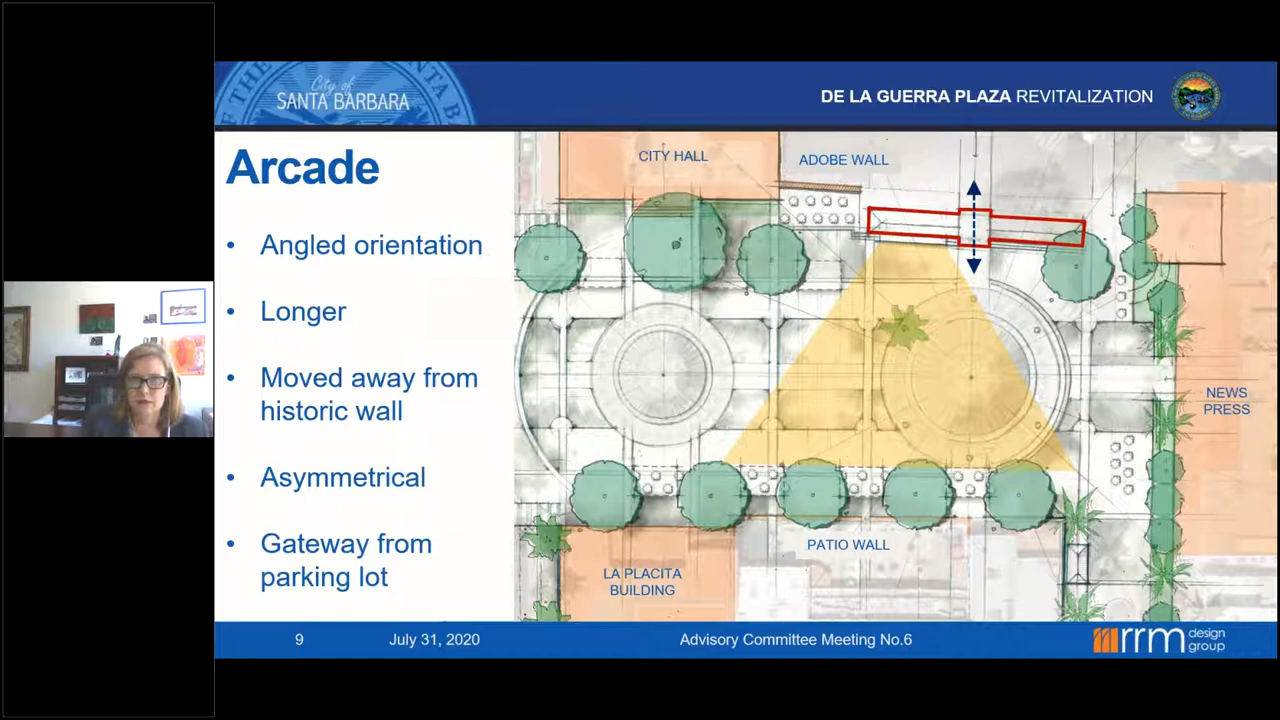 City of
SANTA BARBARA
DE LA GUERRA PLAZA REVITALIZATION
Arcade
• Angled orientation
• Longer
• Moved away from
historic wall
• Asymmetrical
• Gateway from
parking lot
CITY HALL
ADOBE WALL
NEWS
PRESS
PATIO WALL
LA PLACITA
BUILDING
9
July 31, 2020
Advisory Committee Meeting No.6
rrm design
group